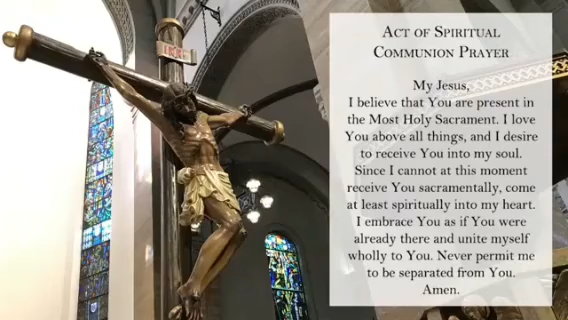 INRI
Act of Spiritual
Communion Prayer
My Jesus,
I believe that You are present in
the Most Holy Sacrament. I love
You above all things, and I desire
to receive You into my soul.
Since I cannot at this moment
receive You sacramentally, come
at least spiritually into my heart.
I embrace You as if You were
already there and unite myself
wholly to You. Never permit me
to be separated from You.
Amen.